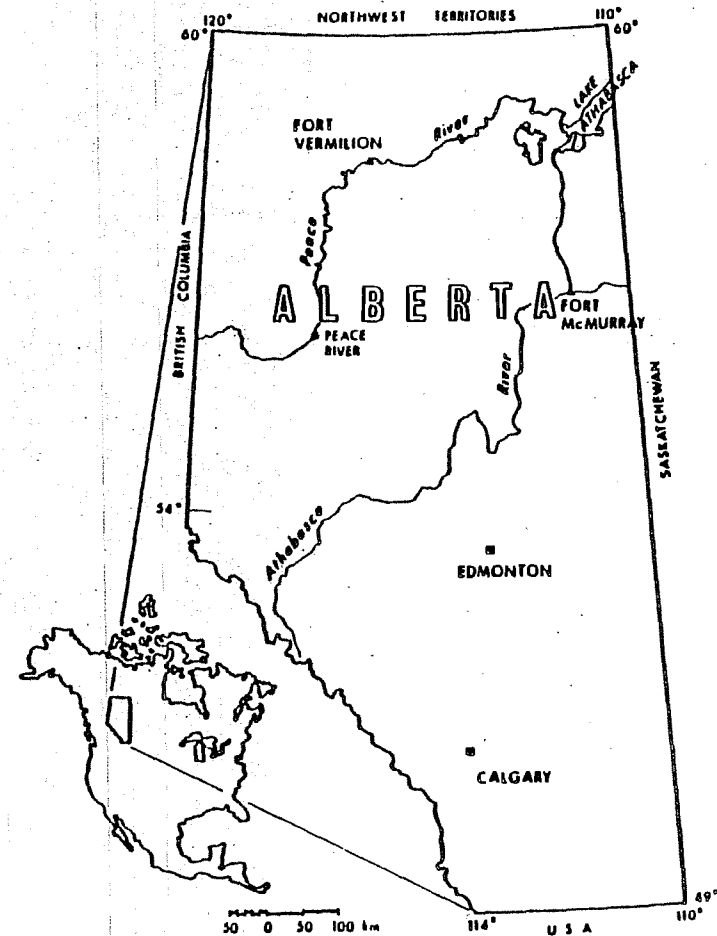 NORTHWEST TERRITORIES
120°
110°
60°
60°
LAKE
ATHABASCA
FORT
VERMILION
River
Peace
BRITISH COLUMBIA
ALBERTA
FORT
McMURRAY
PEACE
RIVER
River
SASKATCHEWAN
54°
Athabasca
EDMONTON
CALGARY
49°
110°
114°
U S A
50 0 50 100 km